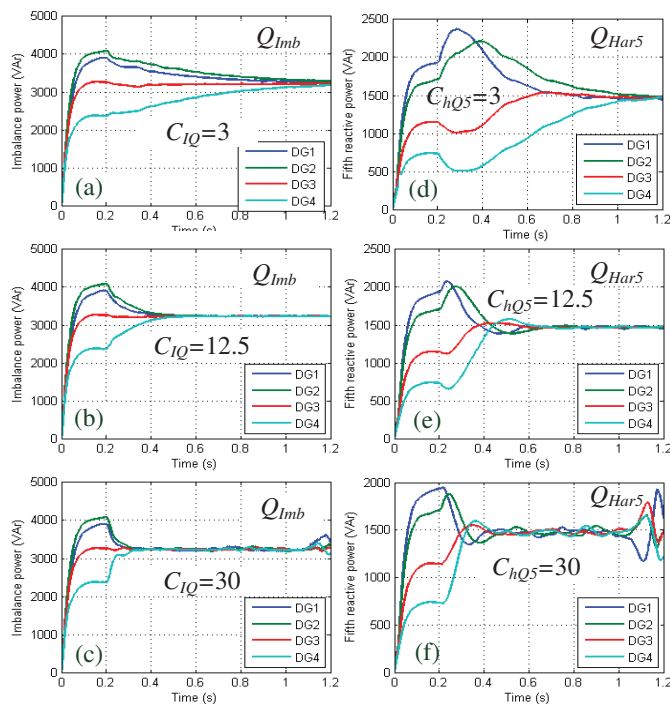 Imbalance power (VAr)
5000
4000
3000
2000
1000
0
Q_Imb
C_IQ=3
DG1
DG2
DG3
DG4
(a)
0 0.2 0.4 0.6 0.8 1 1.2
Time (s)
Fifth reactive power (VAr)
2500
2000
1500
1000
500
0
Q_Har5
C_hQ5=3
DG1
DG2
DG3
DG4
(d)
0 0.2 0.4 0.6 0.8 1 1.2
Time (s)
Imbalance power (VAr)
5000
4000
3000
2000
1000
0
Q_Imb
C_IQ=12.5
DG1
DG2
DG3
DG4
(b)
0 0.2 0.4 0.6 0.8 1 1.2
Time (s)
Fifth reactive power (VAr)
2500
2000
1500
1000
500
0
Q_Har5
C_hQ5=12.5
DG1
DG2
DG3
DG4
(e)
0 0.2 0.4 0.6 0.8 1 1.2
Time (s)
Imbalance power (VAr)
5000
4000
3000
2000
1000
0
Q_Imb
C_IQ=30
DG1
DG2
DG3
DG4
(c)
0 0.2 0.4 0.6 0.8 1 1.2
Time (s)
Fifth reactive power (VAr)
2000
1500
1000
500
0
Q_Har5
C_hQ5=30
DG1
DG2
DG3
DG4
(f)
0 0.2 0.4 0.6 0.8 1 1.2
Time (s)